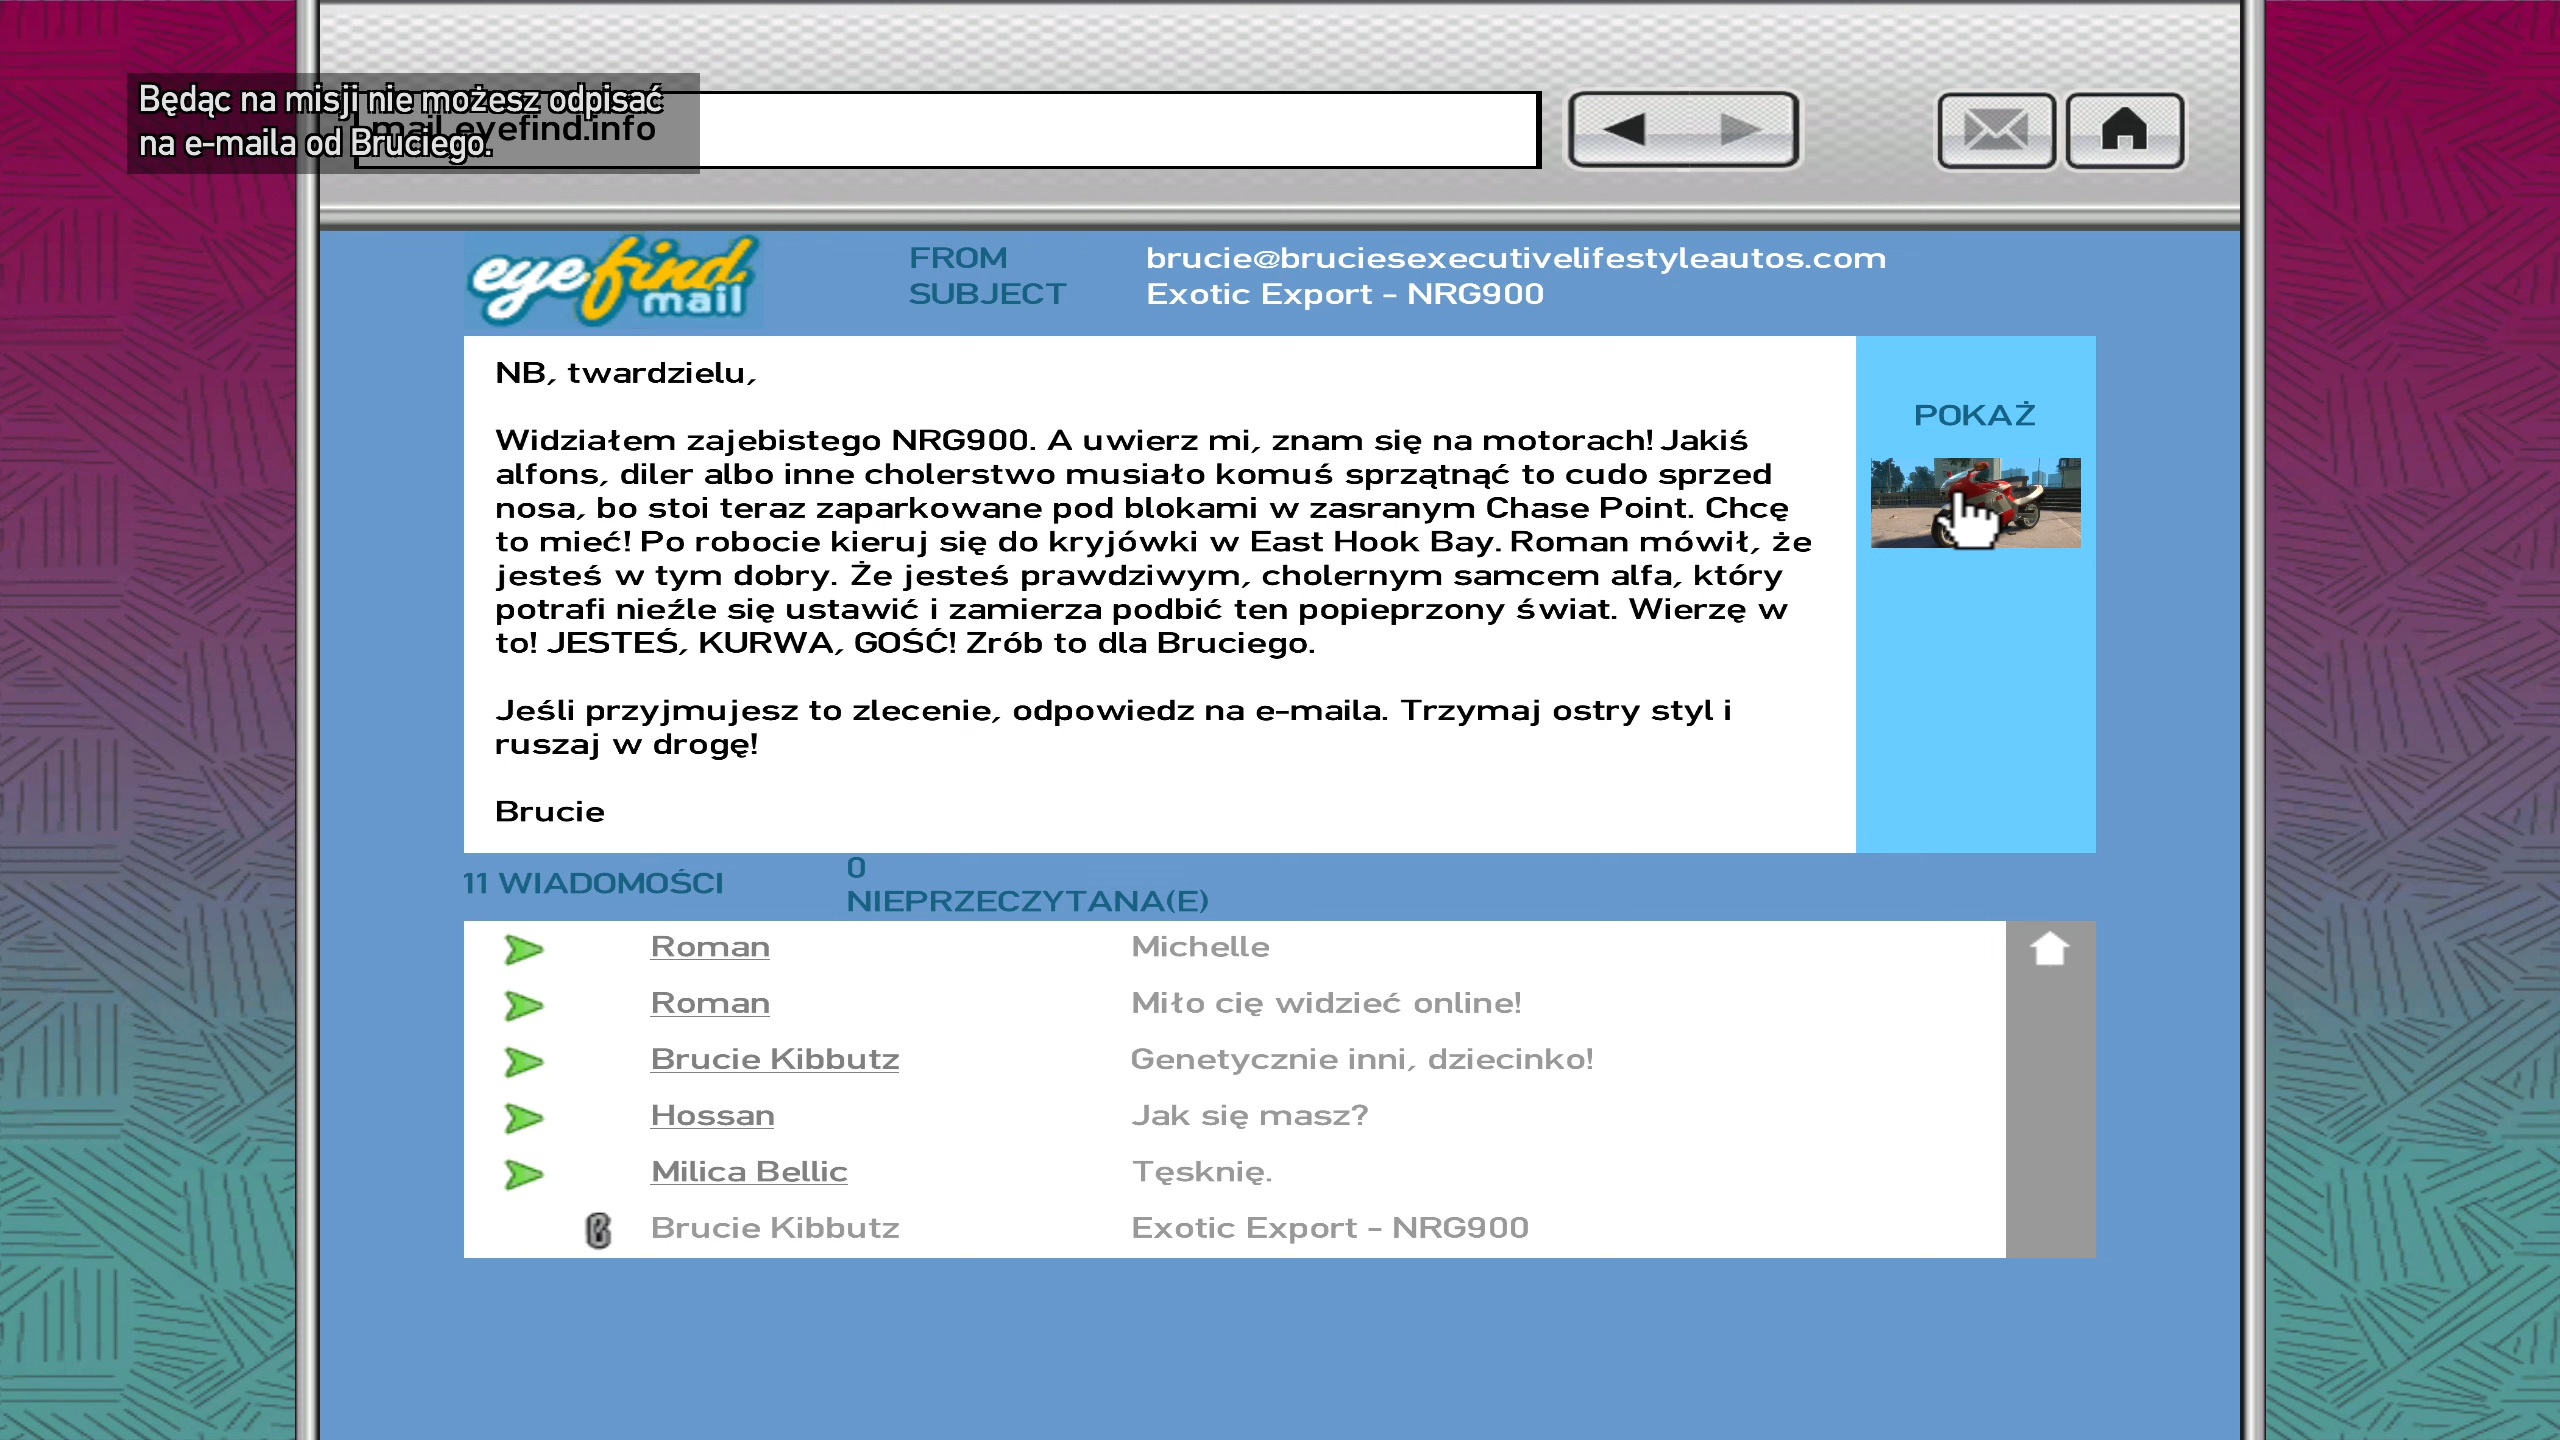 Będąc na misji nie możesz odpisać
na e-maila od Bruciego.
mail.eyefind.info
eyefind
mail
FROM brucie@bruciesexecutivelifestyleautos.com
SUBJECT Exotic Export - NRG900
NB, twardzielu,
Widziałem zajebistego NRG900. A uwierz mi, znam się na motorach! Jakiś
alfons, diler albo inne cholerstwo musiało komuś sprzątnąć to cudo sprzed
nosa, bo stoi teraz zaparkowane pod blokami w zasranym Chase Point. Chcę
to mieć! Po robocie kieruj się do kryjówki w East Hook Bay. Roman mówił, że
jesteś w tym dobry. Że jesteś prawdziwym, cholernym samcem alfa, który
potrafi nieźle się ustawić i zamierza podbić ten popieprzony świat. Wierzę w
to! JESTEŚ, KURWA, GOŚĆ! Zrób to dla Bruciego.
Jeśli przyjmujesz to zlecenie, odpowiedz na e-maila. Trzymaj ostry styl i
ruszaj w drogę!
Brucie
POKAŻ
11 WIADOMOŚCI
0
NIEPRZECZYTANA(E)
Roman Michelle
Roman Miło cię widzieć online!
Brucie Kibbutz Genetycznie inni, dziecinko!
Hossan Jak się masz?
Milica Bellic Tęsknię.
Brucie Kibbutz Exotic Export - NRG900